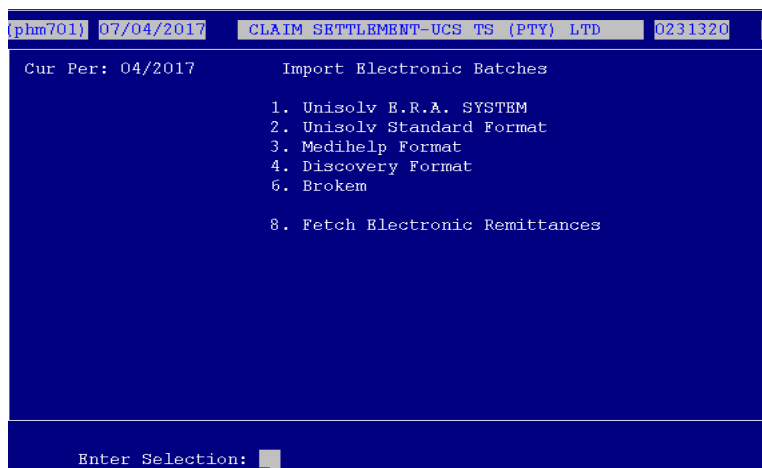 (phm701) 07/04/2017 CLAIM SETTLEMENT-UCS TS (PTY) LTD 0231320
Cur Per: 04/2017 Import Electronic Batches
1. Unisolv E.R.A. SYSTEM
2. Unisolv Standard Format
3. Medihelp Format
4. Discovery Format
6. Brokem
8. Fetch Electronic Remittances
Enter Selection: